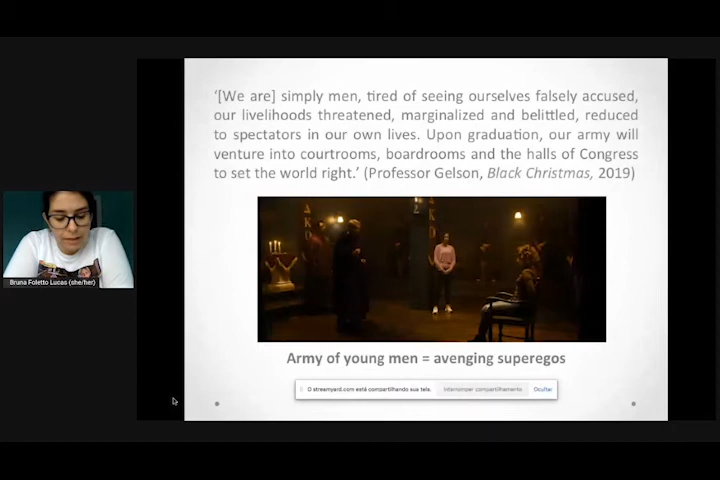 ‘[We are] simply men, tired of seeing ourselves falsely accused,
our livelihoods threatened, marginalized and belittled, reduced
to spectators in our own lives. Upon graduation, our army will
venture into courtrooms, boardrooms and the halls of Congress
to set the world right.’ (Professor Gelson, Black Christmas, 2019)
Bruna Foletto Lucas (she/her)
Army of young men = avenging superegos
O streamyard.com está compartilhando sua tela. Interromper compartilhamento Ocultar